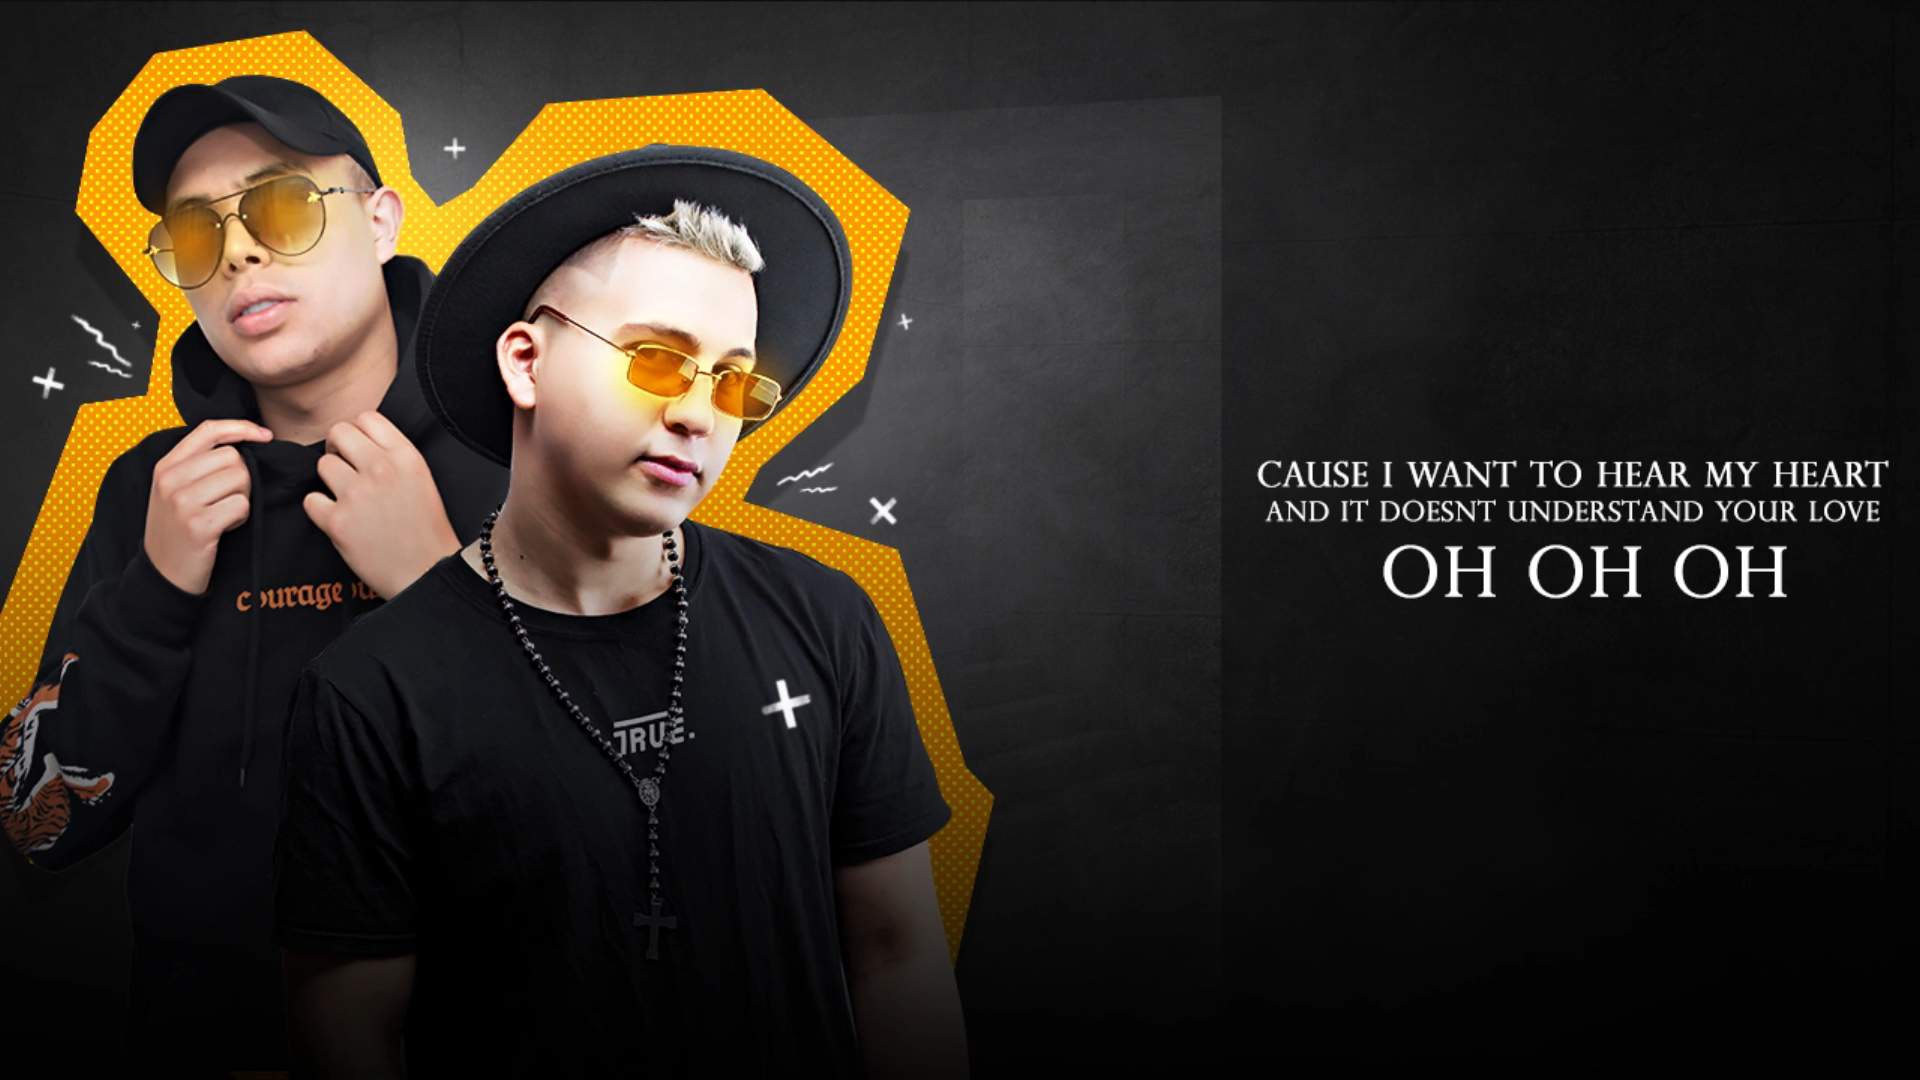 courage
TRUE.
CAUSE I WANT TO HEAR MY HEART
AND IT DOESNT UNDERSTAND YOUR LOVE
OH OH OH